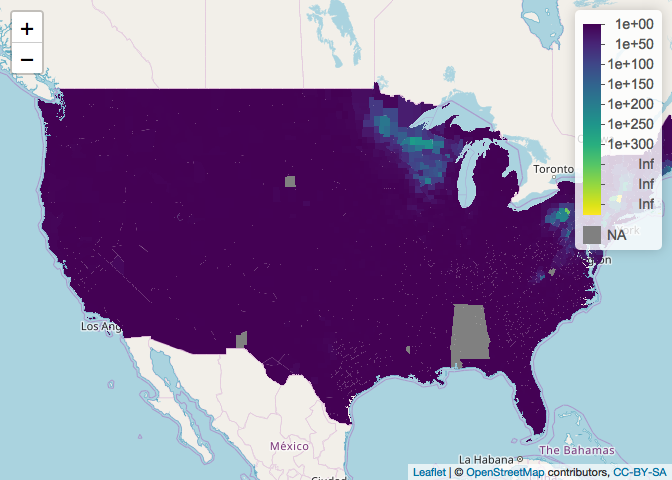 +
−
1e+00
1e+50
1e+100
1e+150
1e+200
1e+250
1e+300
Inf
Inf
Inf
NA
Toronto
Los Ang
México
La Habana
The Bahamas
Leaflet | © OpenStreetMap contributors, CC-BY-SA